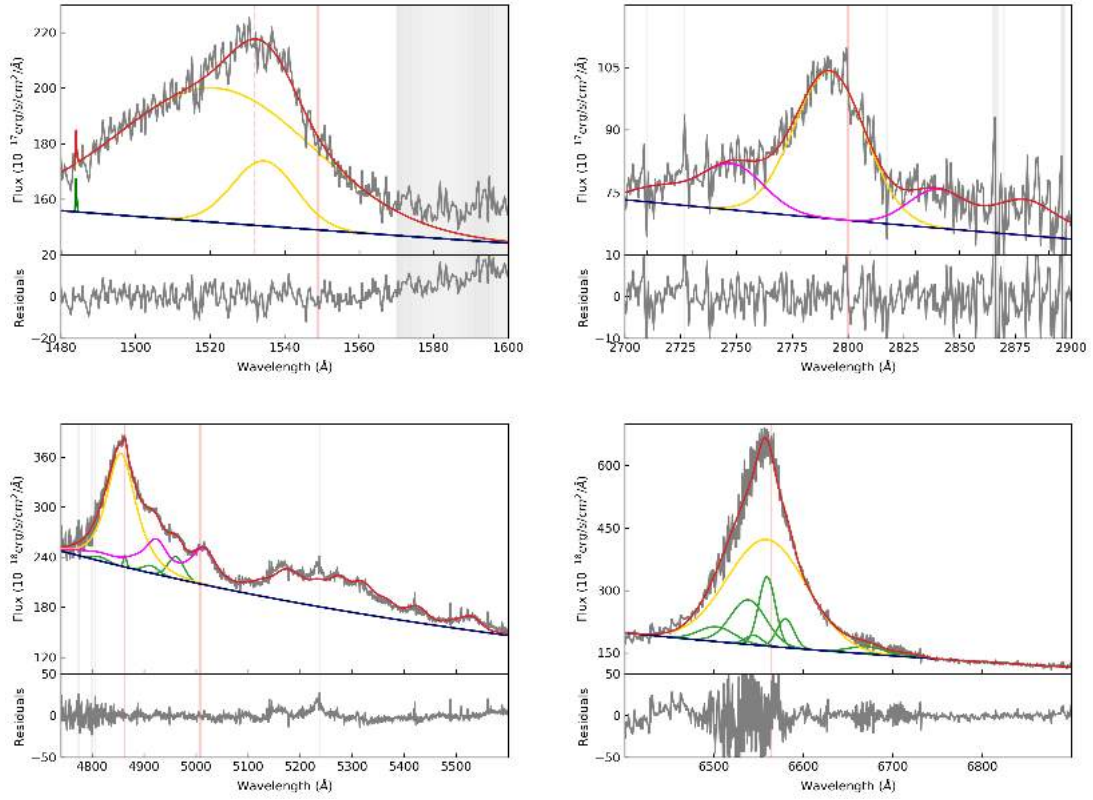 220
200
180
160
Flux (10 17erg/s/cm2/Å)
20
0
−20
Residuals
1480 1500 1520 1540 1560 1580 1600
Wavelength (Å)
105
90
75
Flux (10 17erg/s/cm2/Å)
10
0
−10
Residuals
2700 2725 2750 2775 2800 2825 2850 2875 2900
Wavelength (Å)
360
300
240
180
120
Flux (10 18erg/s/cm2/Å)
50
0
−50
Residuals
4800 4900 5000 5100 5200 5300 5400 5500
Wavelength (Å)
600
450
300
150
Flux (10 18erg/s/cm2/Å)
50
0
−50
Residuals
6500 6600 6700 6800
Wavelength (Å)